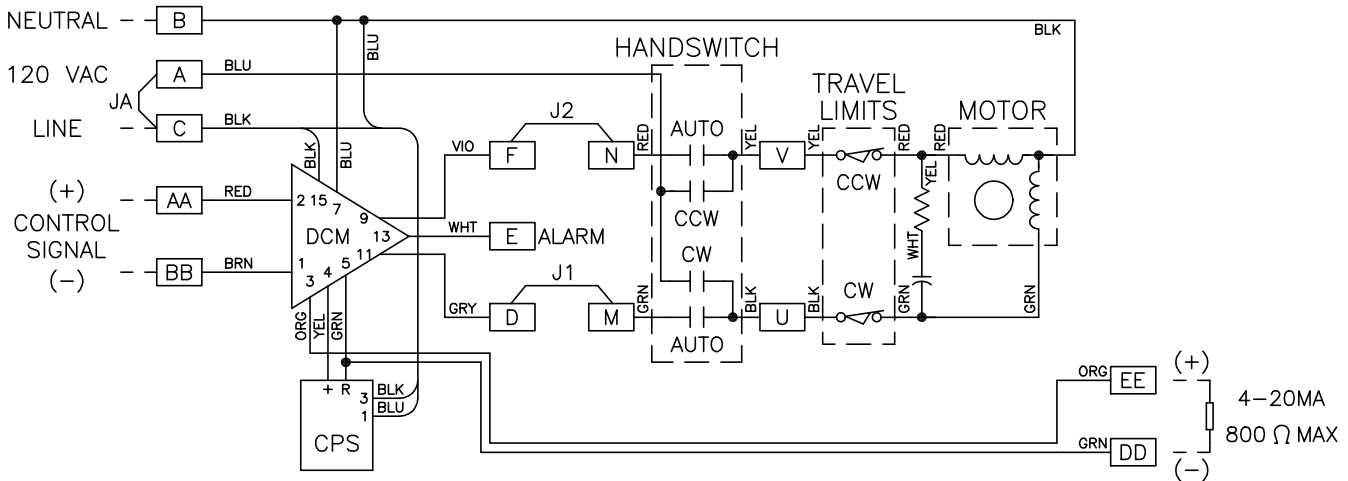 NEUTRAL B
BLU
BLK
HANDSWITCH
120 VAC A BLU
JA
TRAVEL
LIMITS
MOTOR
LINE C BLK
J2
AUTO
BLK
BLU
VIO
F
N
RED
YEL
V
YEL
RED
RED
CCW
YEL
(+)
CONTROL
SIGNAL
(-)
AA RED
BB BRN
2 15 7 9
DCM 13
1 3 4 5 11
WHT E ALARM
CCW
CW
WHT
J1
GRY
D
M
GRN
BLK
U
BLK
CW
GRN
GRN
AUTO
ORG
YEL
GRN
+ R
3 BLK
1 BLU
CPS
ORG EE (+)
4-20MA
800 Ω MAX
GRN DD (-)